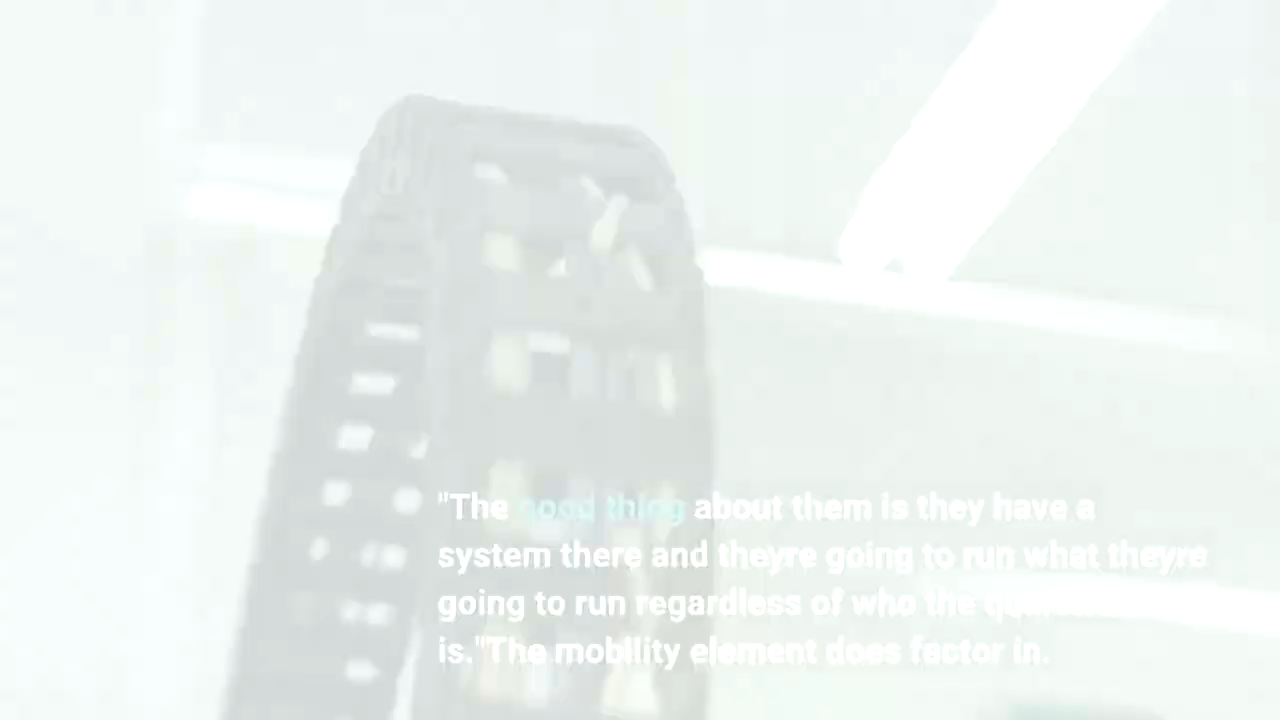 "The good thing about them is they have a
system there and theyre going to run what theyre
going to run regardless of who the
is."The mobility element does factor in.